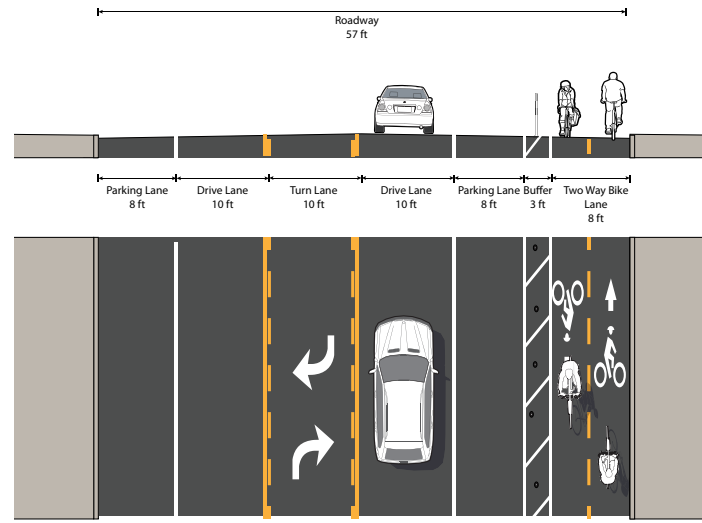 Roadway
57 ft
Parking Lane
8 ft
Drive Lane
10 ft
Turn Lane
10 ft
Drive Lane
10 ft
Parking Lane
8 ft
Buffer
3 ft
Two Way Bike
Lane
8 ft